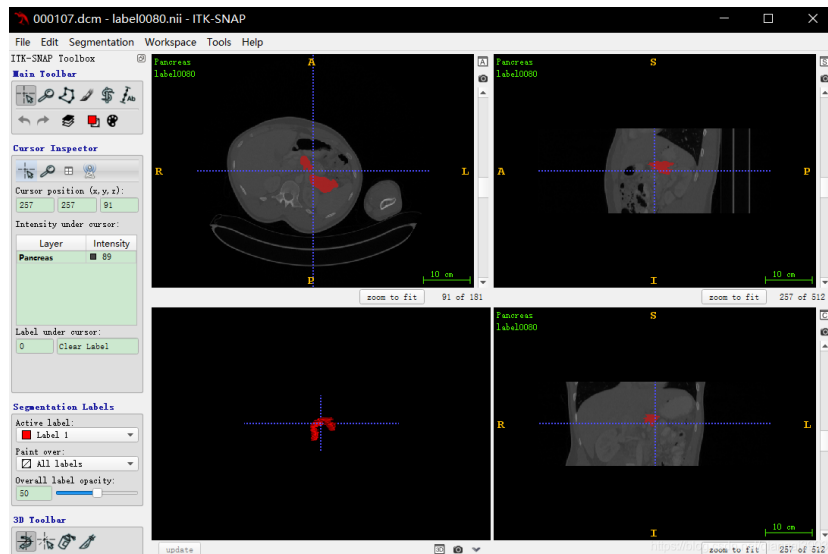 000107.dcm - label0080.nii - ITK-SNAP
File Edit Segmentation Workspace Tools Help
ITK-SNAP Toolbox
Main Toolbar
Cursor Inspector
Cursor position (x,y,z):
257 257 91
Intensity under cursor:
Layer Intensity
Pancreas 89
Label under cursor:
0 Clear Label
Segmentation Labels
Active label:
Label 1
Paint over:
All labels
Overall label opacity:
50
3D Toolbar
Pancreas
label0080
A
R
L
P
10 cm
A
zoom to fit 91 of 181
Pancreas
label0080
S
A
P
I
10 cm
S
zoom to fit 257 of 512
update
3D
Pancreas
label0080
S
R
L
I
10 cm
C
zoom to fit 257 of 512